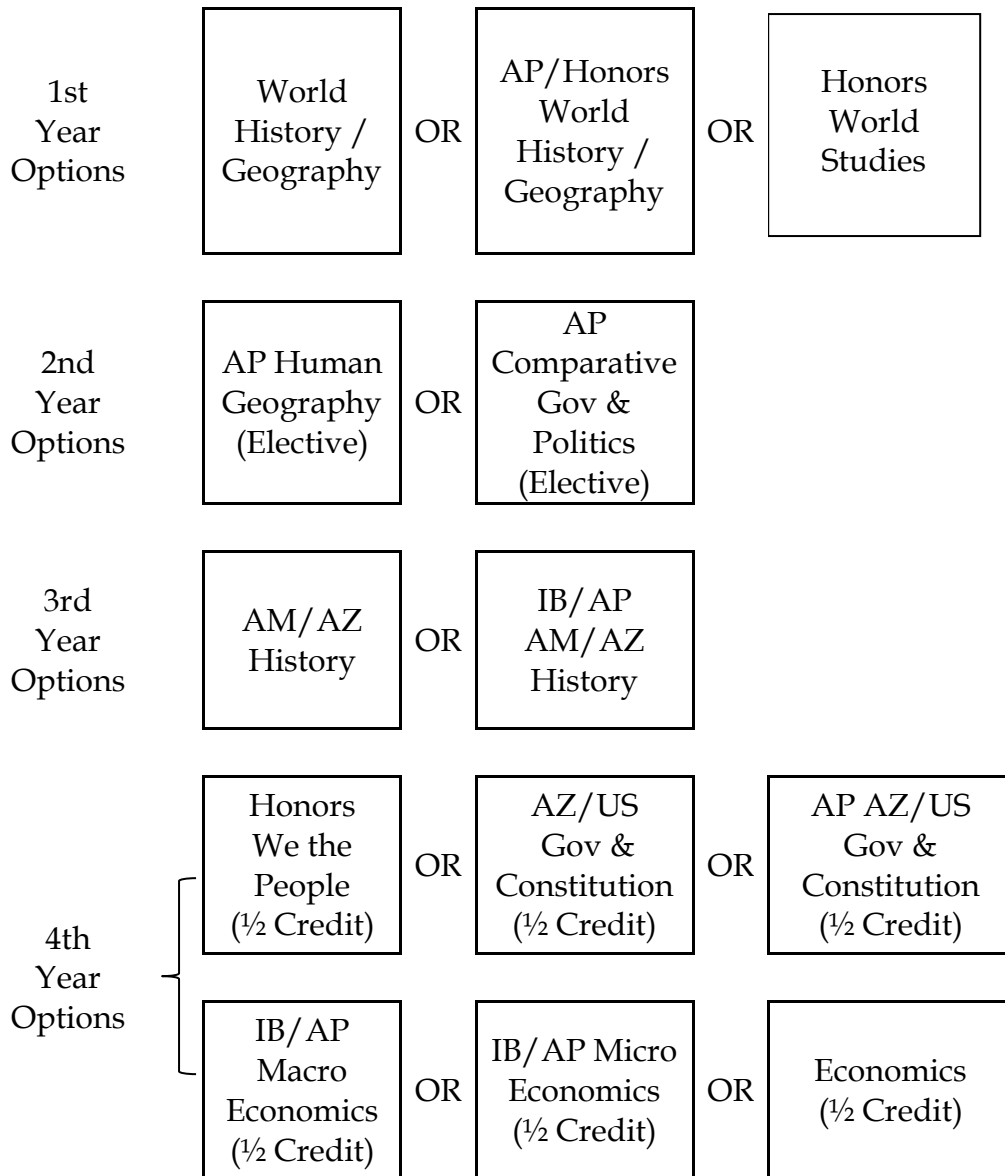 1st
Year
Options
World
History /
Geography
OR
AP/Honors
World
History /
Geography
OR
Honors
World
Studies
2nd
Year
Options
AP Human
Geography
(Elective)
OR
AP
Comparative
Gov &
Politics
(Elective)
3rd
Year
Options
AM/AZ
History
OR
IB/AP
AM/AZ
History
4th
Year
Options
Honors
We the
People
(½ Credit)
OR
AZ/US
Gov &
Constitution
(½ Credit)
OR
AP AZ/US
Gov &
Constitution
(½ Credit)
IB/AP
Macro
Economics
(½ Credit)
OR
IB/AP Micro
Economics
(½ Credit)
OR
Economics
(½ Credit)